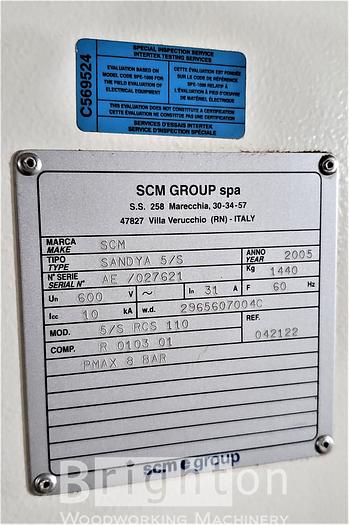 C569524
SPECIAL INSPECTION SERVICE
INTERTEK TESTING SERVICES
EVALUATION BASED ON
MODEL CODE SPE-1000 FOR
THE FIELD EVALUATION OF
ELECTRICAL EQUIPMENT
CETTE ÉVALUATION EST FONDÉE
SUR LE CODE DE RÉFÉRENCE
SPE-1000 RELATIF À
L'ÉVALUATION À PIED D'OEUVRE
DE MATÉRIEL ÉLECTRIQUE
THIS EVALUATION DOES NOT CONSTITUTE A CERTIFICATION
CETTE ÉVALUATION NE CONSTITUE PAS UNE CERTIFICATION
SERVICES D'ESSAIS INTERTEK
SERVICE D'INSPECTION SPÉCIALE
SCM GROUP spa
S.S. 258 Marecchia, 30-34-57
47827 Villa Verucchio (RN) - ITALY
MARCA MAKE SCM
TIPO TYPE SANDYA 5/S ANNO YEAR 2005
N° SERIE SERIAL N° AE /027621 Kg 1440
Un 600 V ~ In 31 A F 60 Hz
Icc 10 kA w.d. 2965607004C
MOD. 5/S RCS 110 REF. 042122
COMP. R 0103 01
PMAX 8 BAR
scm group
Brighton
WOODWORKING MACHINERY